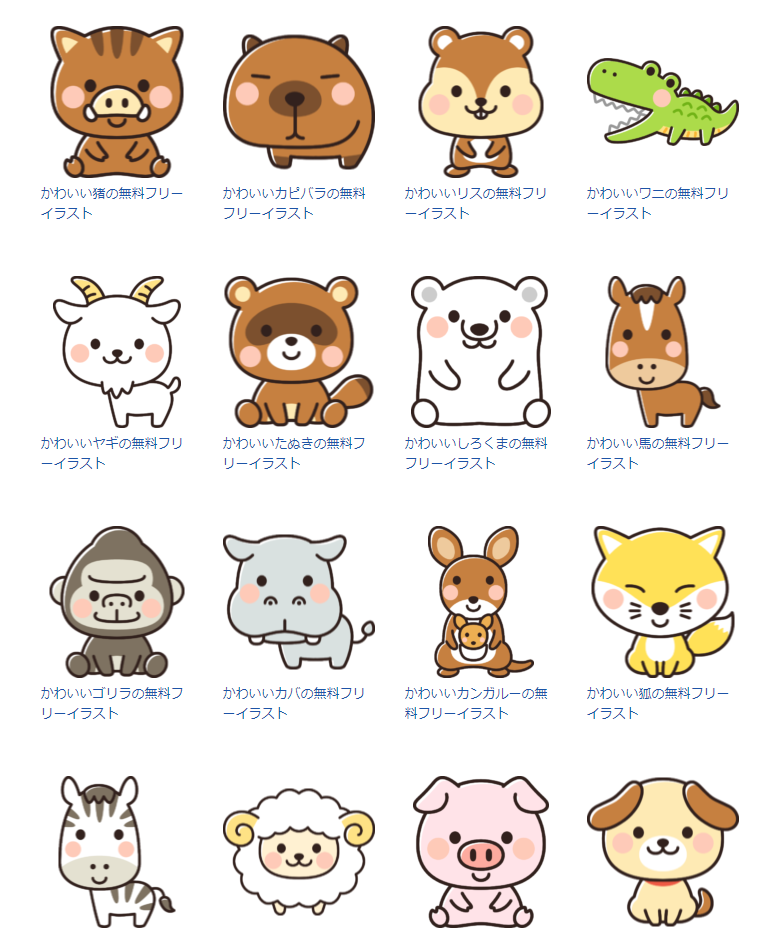 かわいい猪の無料フリー
イラスト
かわいいカピバラの無料
フリーイラスト
かわいいリスの無料フリ
ーイラスト
かわいいワニの無料フリ
ーイラスト
かわいいヤギの無料フリ
ーイラスト
かわいいたぬきの無料フ
リーイラスト
かわいいしろくまの無料
フリーイラスト
かわいい馬の無料フリー
イラスト
かわいいゴリラの無料フ
リーイラスト
かわいいカバの無料フリ
ーイラスト
かわいいカンガルーの無
料フリーイラスト
かわいい狐の無料フリー
イラスト